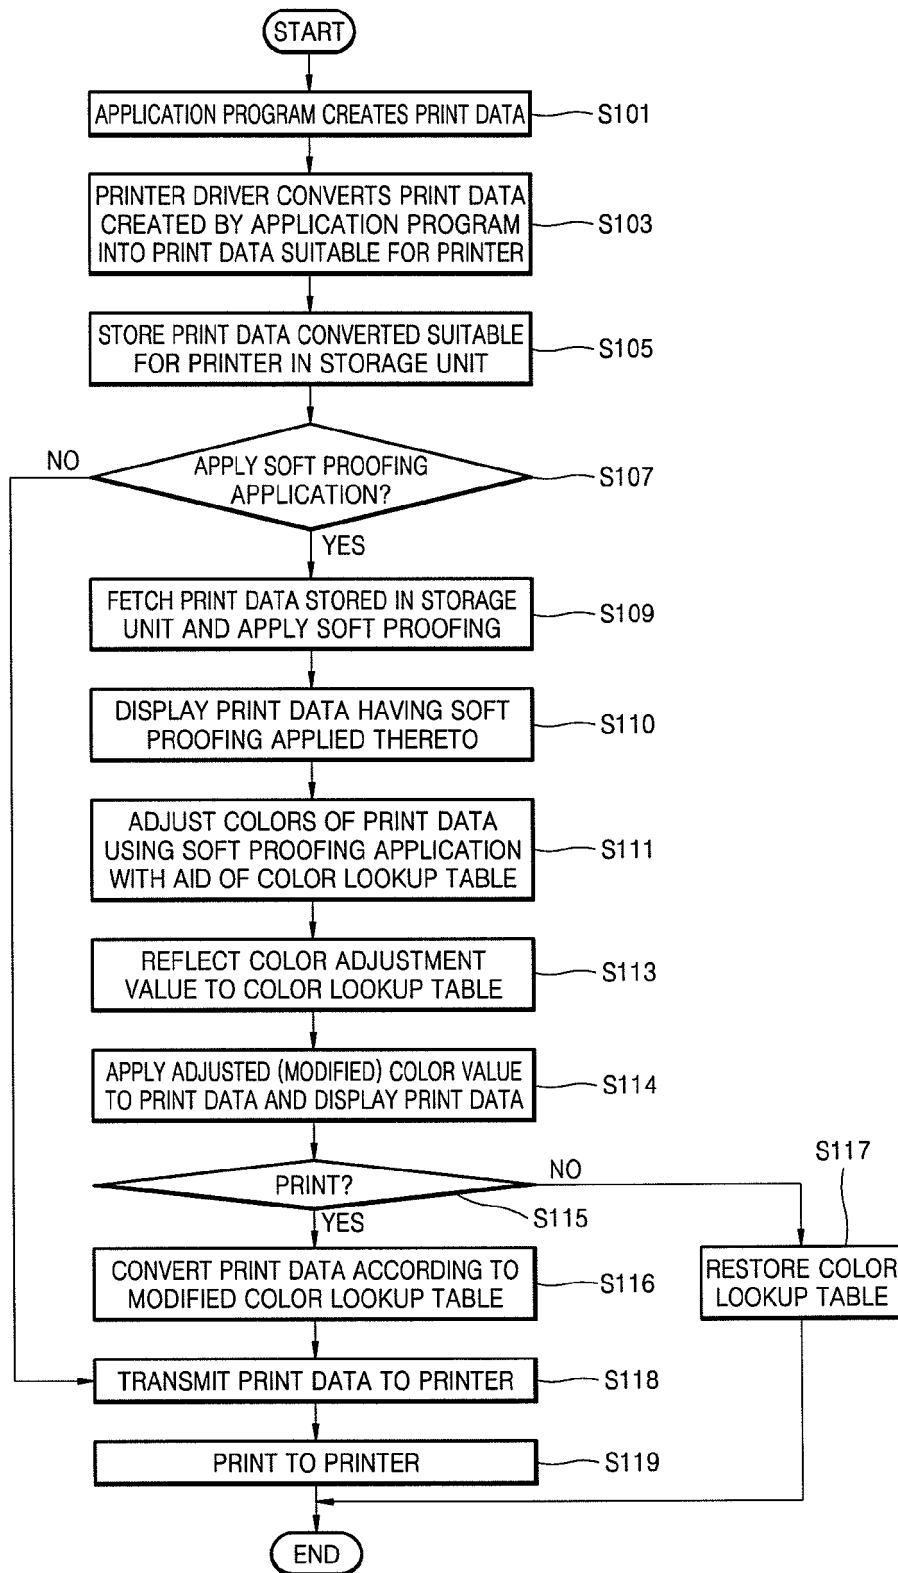 START
APPLICATION PROGRAM CREATES PRINT DATA
S101
PRINTER DRIVER CONVERTS PRINT DATA
CREATED BY APPLICATION PROGRAM
INTO PRINT DATA SUITABLE FOR PRINTER
S103
STORE PRINT DATA CONVERTED SUITABLE
FOR PRINTER IN STORAGE UNIT
S105
NO
APPLY SOFT PROOFING
APPLICATION?
S107
YES
FETCH PRINT DATA STORED IN STORAGE
UNIT AND APPLY SOFT PROOFING
S109
DISPLAY PRINT DATA HAVING SOFT
PROOFING APPLIED THERETO
S110
ADJUST COLORS OF PRINT DATA
USING SOFT PROOFING APPLICATION
WITH AID OF COLOR LOOKUP TABLE
S111
REFLECT COLOR ADJUSTMENT
VALUE TO COLOR LOOKUP TABLE
S113
APPLY ADJUSTED (MODIFIED) COLOR VALUE
TO PRINT DATA AND DISPLAY PRINT DATA
S114
PRINT?
NO
S117
S115
YES
CONVERT PRINT DATA ACCORDING TO
MODIFIED COLOR LOOKUP TABLE
S116
RESTORE COLOR
LOOKUP TABLE
TRANSMIT PRINT DATA TO PRINTER
S118
PRINT TO PRINTER
S119
END